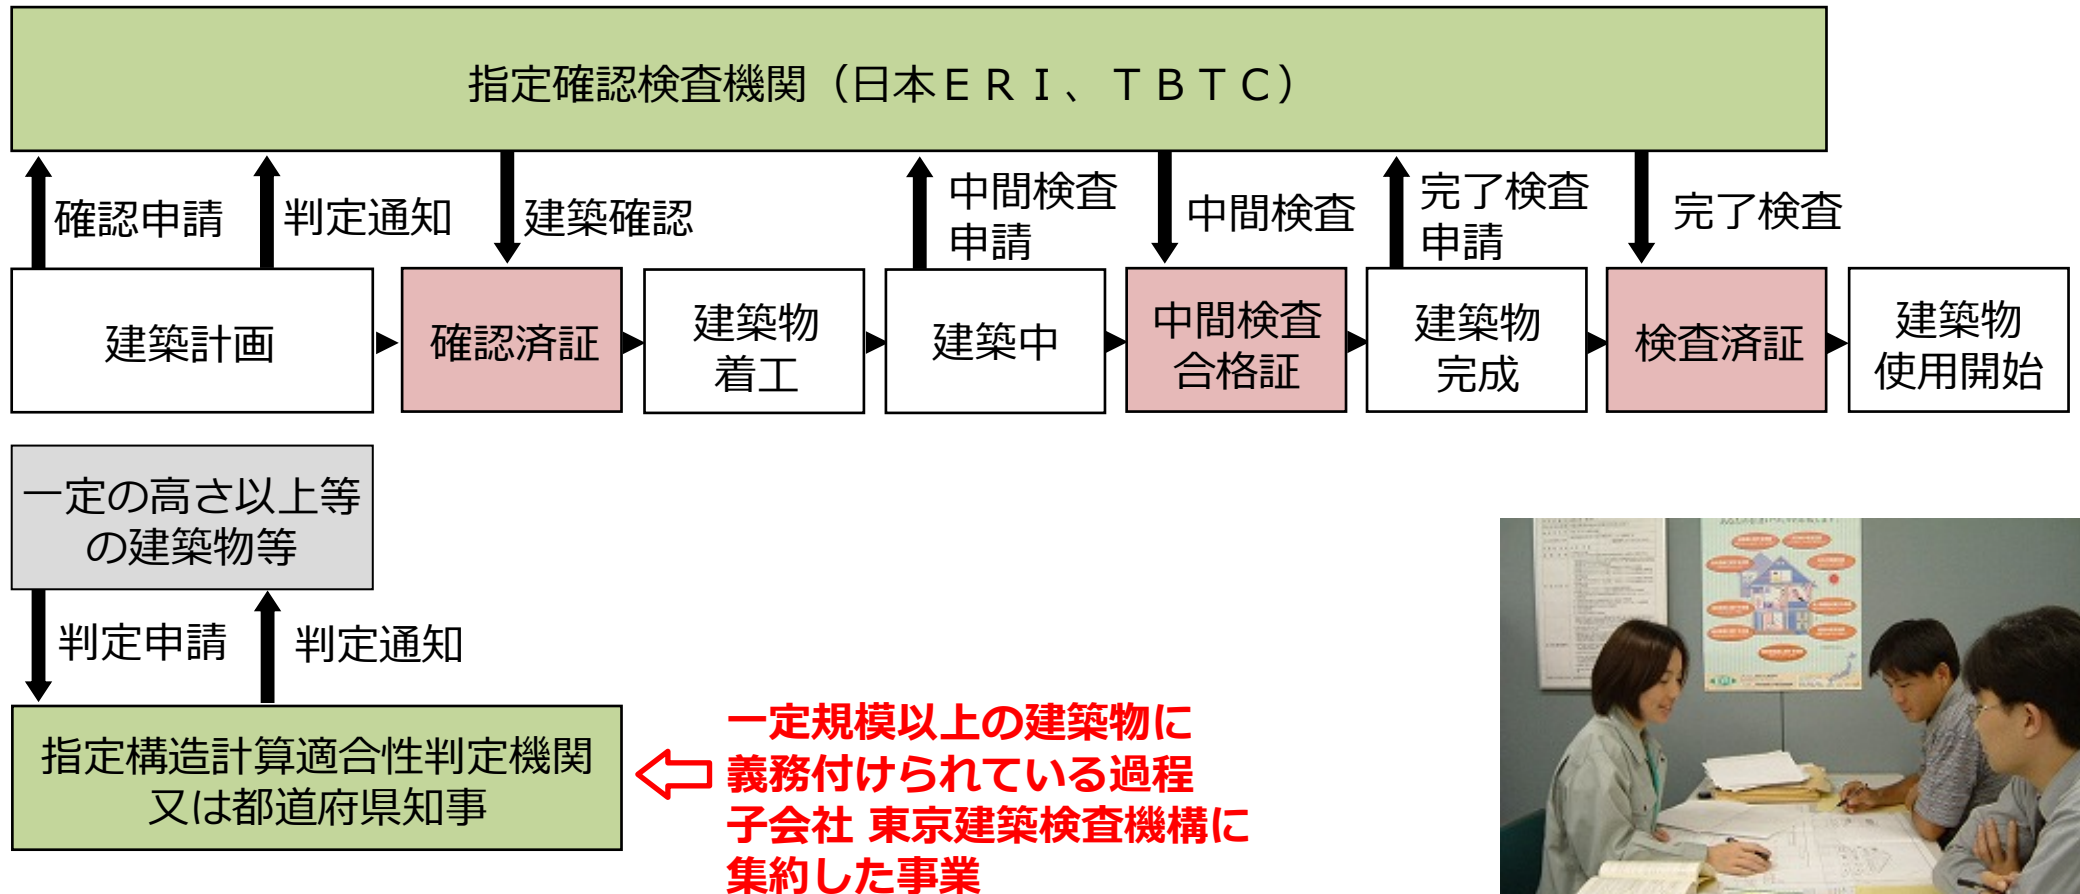 指定確認検査機関（日本ＥＲＩ、ＴＢＴＣ）
確認申請
判定通知
建築確認
中間検査
申請
中間検査
完了検査
申請
完了検査
建築計画
確認済証
建築物
着工
建築中
中間検査
合格証
建築物
完成
検査済証
建築物
使用開始
一定の高さ以上等
の建築物等
判定申請
判定通知
指定構造計算適合性判定機関
又は都道府県知事
一定規模以上の建築物に
義務付けられている過程
子会社 東京建築検査機構に
集約した事業